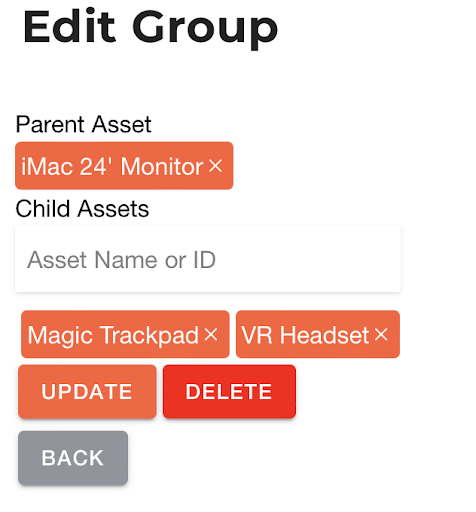 Edit Group
Parent Asset
iMac 24' Monitor ×
Child Assets
Asset Name or ID
Magic Trackpad × VR Headset ×
UPDATE DELETE
BACK